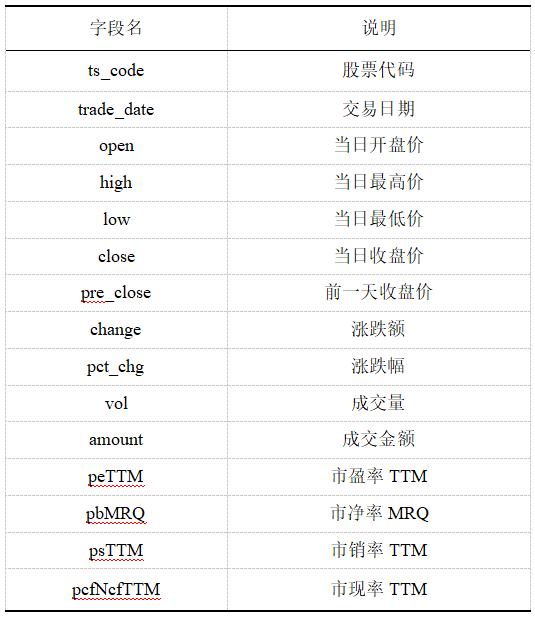 字段名 说明
ts_code 股票代码
trade_date 交易日期
open 当日开盘价
high 当日最高价
low 当日最低价
close 当日收盘价
pre_close 前一天收盘价
change 涨跌额
pct_chg 涨跌幅
vol 成交量
amount 成交金额
peTTM 市盈率 TTM
pbMRQ 市净率 MRQ
psTTM 市销率 TTM
pcfNcfTTM 市现率 TTM